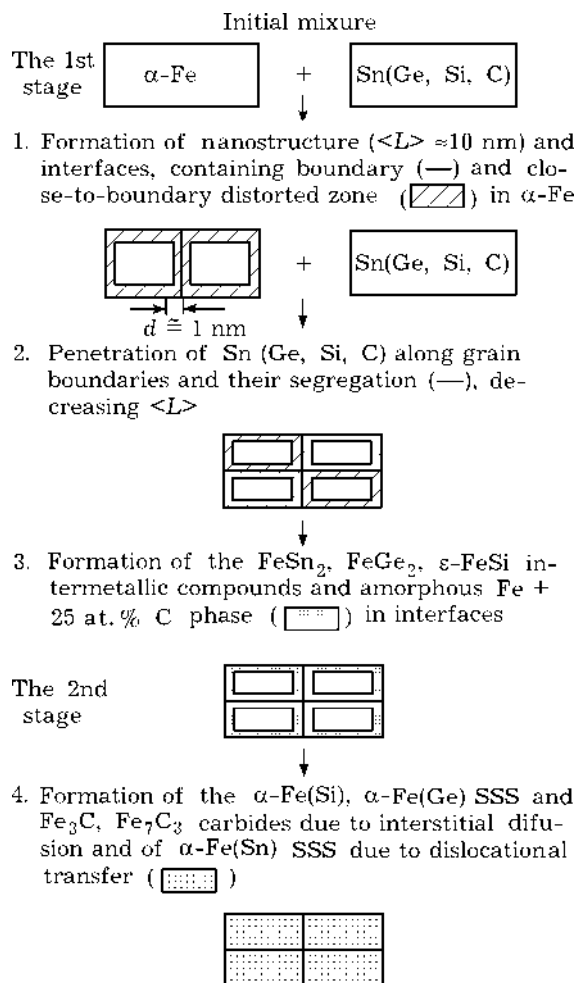 Initial mixure
The 1st
stage
α-Fe
+
Sn(Ge, Si, C)
1. Formation of nanostructure (<L> ≈10 nm) and
interfaces, containing boundary (—) and clo-
se-to-boundary distorted zone ( ) in α-Fe
+
Sn(Ge, Si, C)
d ≅ 1 nm
2. Penetration of Sn (Ge, Si, C) along grain
boundaries and their segregation (—), de-
creasing <L>
3. Formation of the FeSn₂, FeGe₂, ε-FeSi in-
termetallic compounds and amorphous Fe +
25 at. % C phase ( ) in interfaces
The 2nd
stage
4. Formation of the α-Fe(Si), α-Fe(Ge) SSS and
Fe₃C, Fe₇C₃ carbides due to interstitial difu-
sion and of α-Fe(Sn) SSS due to dislocational
transfer ( )